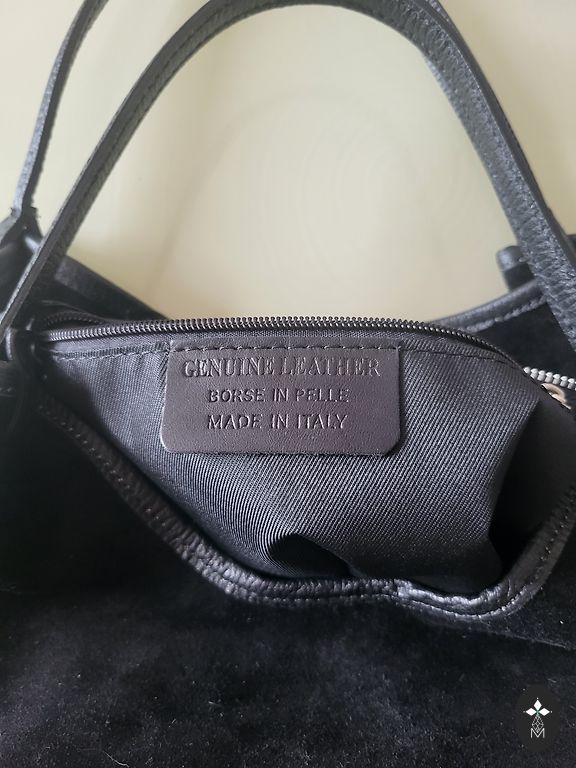 GENUINE LEATHER
BORSE IN PELLE
MADE IN ITALY
M